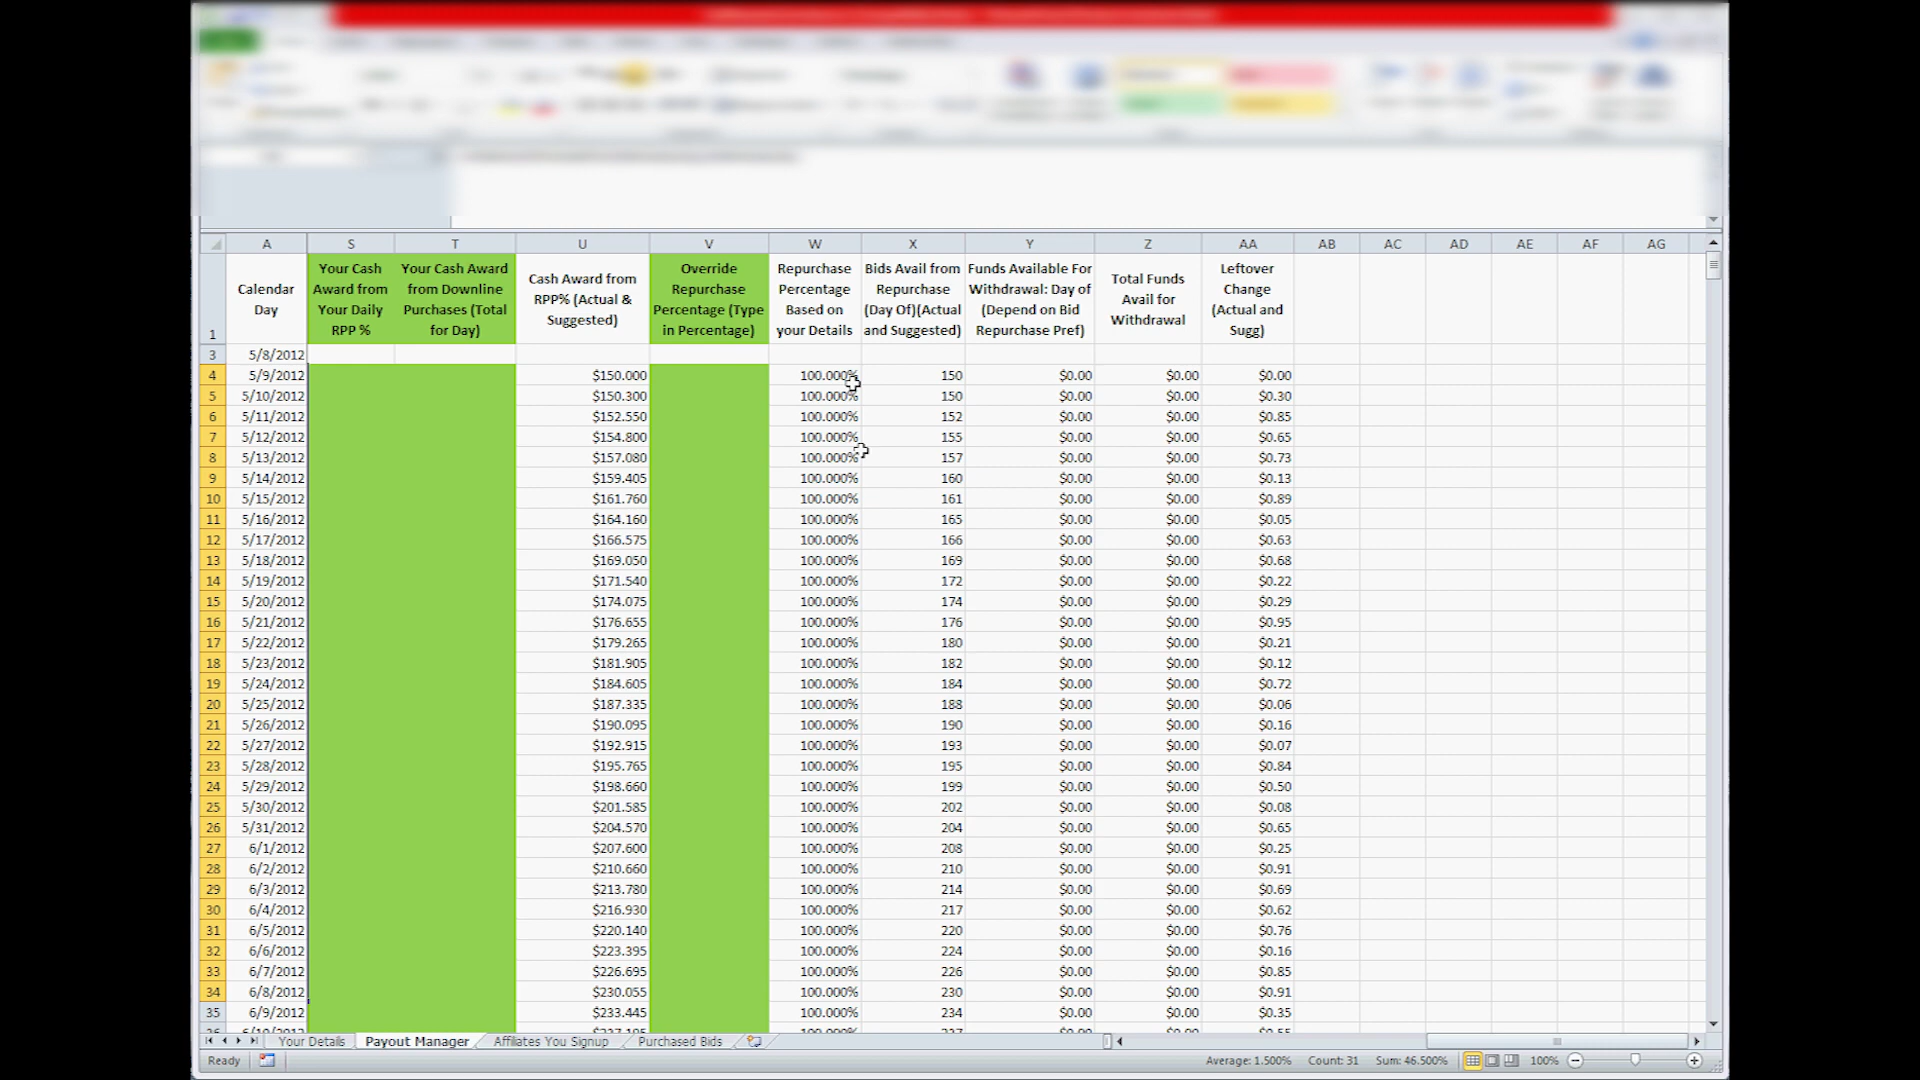 A S T U V W X Y Z AA AB AC AD AE AF AG
1 Calendar Day Your Cash Award from Your Daily RPP % Your Cash Award from Downline Purchases (Total for Day) Cash Award from RPP% (Actual & Suggested) Override Repurchase Percentage (Type in Percentage) Repurchase Percentage Based on your Details Bids Avail from Repurchase (Day Of)(Actual and Suggested) Funds Available For Withdrawal: Day of (Depend on Bid Repurchase Pref) Total Funds Avail for Withdrawal Leftover Change (Actual and Sugg)
3 5/8/2012
4 5/9/2012 $150.000 100.000% 150 $0.00 $0.00 $0.00
5 5/10/2012 $150.300 100.000% 150 $0.00 $0.00 $0.30
6 5/11/2012 $152.550 100.000% 152 $0.00 $0.00 $0.85
7 5/12/2012 $154.800 100.000% 155 $0.00 $0.00 $0.65
8 5/13/2012 $157.080 100.000% 157 $0.00 $0.00 $0.73
9 5/14/2012 $159.405 100.000% 160 $0.00 $0.00 $0.13
10 5/15/2012 $161.760 100.000% 161 $0.00 $0.00 $0.89
11 5/16/2012 $164.160 100.000% 165 $0.00 $0.00 $0.05
12 5/17/2012 $166.575 100.000% 166 $0.00 $0.00 $0.63
13 5/18/2012 $169.050 100.000% 169 $0.00 $0.00 $0.68
14 5/19/2012 $171.540 100.000% 172 $0.00 $0.00 $0.22
15 5/20/2012 $174.075 100.000% 174 $0.00 $0.00 $0.29
16 5/21/2012 $176.655 100.000% 176 $0.00 $0.00 $0.95
17 5/22/2012 $179.265 100.000% 180 $0.00 $0.00 $0.21
18 5/23/2012 $181.905 100.000% 182 $0.00 $0.00 $0.12
19 5/24/2012 $184.605 100.000% 184 $0.00 $0.00 $0.72
20 5/25/2012 $187.335 100.000% 188 $0.00 $0.00 $0.06
21 5/26/2012 $190.095 100.000% 190 $0.00 $0.00 $0.16
22 5/27/2012 $192.915 100.000% 193 $0.00 $0.00 $0.07
23 5/28/2012 $195.765 100.000% 195 $0.00 $0.00 $0.84
24 5/29/2012 $198.660 100.000% 199 $0.00 $0.00 $0.50
25 5/30/2012 $201.585 100.000% 202 $0.00 $0.00 $0.08
26 5/31/2012 $204.570 100.000% 204 $0.00 $0.00 $0.65
27 6/1/2012 $207.600 100.000% 208 $0.00 $0.00 $0.25
28 6/2/2012 $210.660 100.000% 210 $0.00 $0.00 $0.91
29 6/3/2012 $213.780 100.000% 214 $0.00 $0.00 $0.69
30 6/4/2012 $216.930 100.000% 217 $0.00 $0.00 $0.62
31 6/5/2012 $220.140 100.000% 220 $0.00 $0.00 $0.76
32 6/6/2012 $223.395 100.000% 224 $0.00 $0.00 $0.16
33 6/7/2012 $226.695 100.000% 226 $0.00 $0.00 $0.85
34 6/8/2012 $230.055 100.000% 230 $0.00 $0.00 $0.91
35 6/9/2012 $233.445 100.000% 234 $0.00 $0.00 $0.35
Your Details Payout Manager Affiliates You Signup Purchased Bids
Ready Average: 1.500% Count: 31 Sum: 46.500% 100%